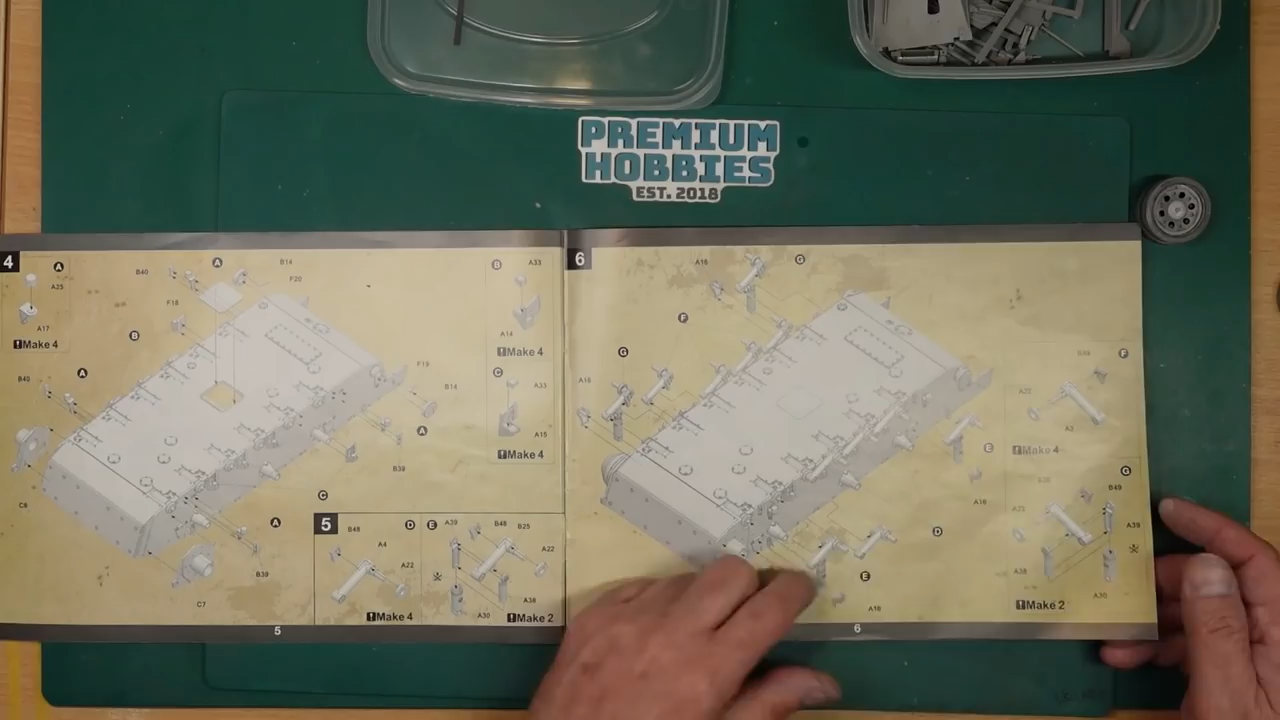 PREMIUM
HOBBIES
EST. 2018
4
A
A25
A17
!Make 4
B40
A
B14
F20
F18
B
A
B40
C8
B
A33
A14
!Make 4
C
A33
A15
!Make 4
F19
B14
A
B39
C
A
B39
C7
5
B48
D
A4
A22
!Make 4
E
A39
B48
B25
A22
A38
A30
!Make 2
5
6
A16
G
F
G
A16
E
A16
D
E
A16
F
A3
!Make 4
G
B49
A39
A38
A30
!Make 2
6